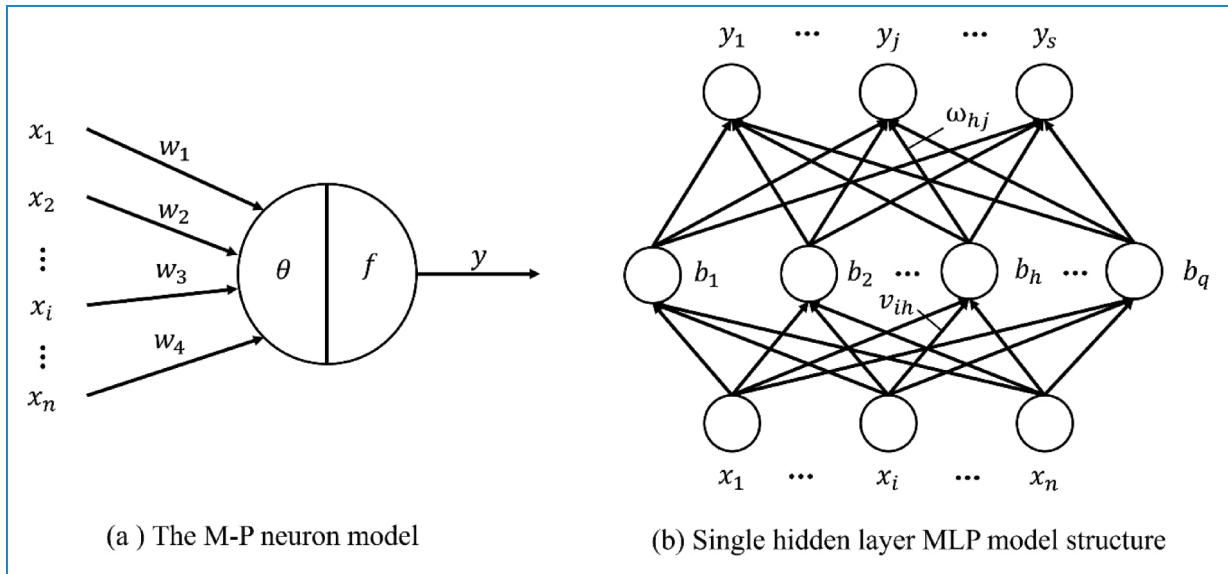 x₁
w₁
x₂
w₂
⋮
w₃
xᵢ
⋮
w₄
xₙ
θ
f
y
(a ) The M-P neuron model
y₁ ⋯ yⱼ ⋯ yₛ
ωₕⱼ
b₁ b₂ ⋯ bₕ ⋯ b_q
vᵢₕ
x₁ ⋯ xᵢ ⋯ xₙ
(b) Single hidden layer MLP model structure